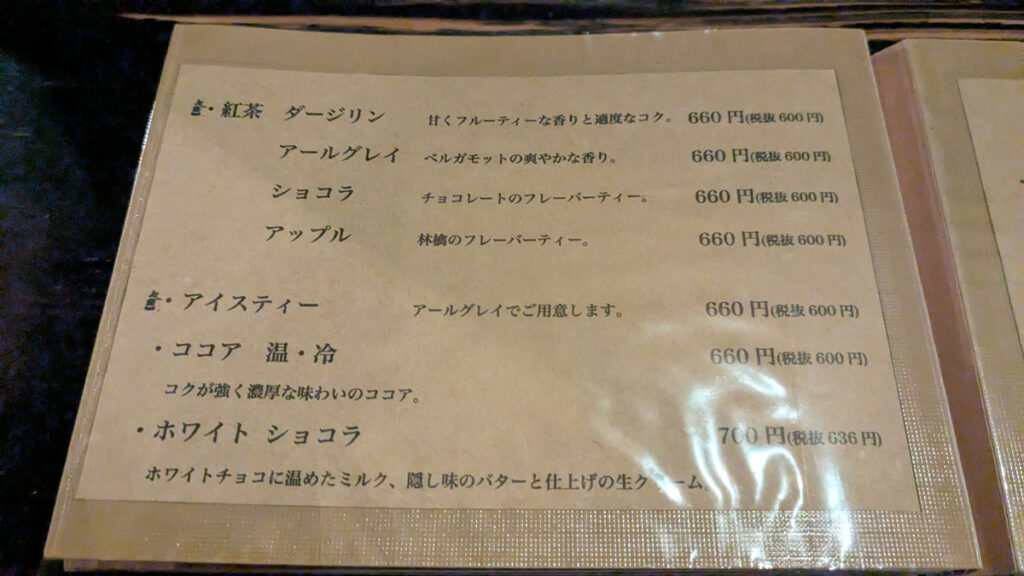 ・紅茶 ダージリン 甘くフルーティーな香りと適度なコク。 660円(税抜600円)
アールグレイ ベルガモットの爽やかな香り。 660円(税抜600円)
ショコラ チョコレートのフレーバーティー。 660円(税抜600円)
アップル 林檎のフレーバーティー。 660円(税抜600円)
・アイスティー アールグレイでご用意します。 660円(税抜600円)
・ココア 温・冷 660円(税抜600円)
コクが強く濃厚な味わいのココア。
・ホワイト ショコラ 700円(税抜636円)
ホワイトチョコに温めたミルク、隠し味のバターと仕上げの生クリーム。